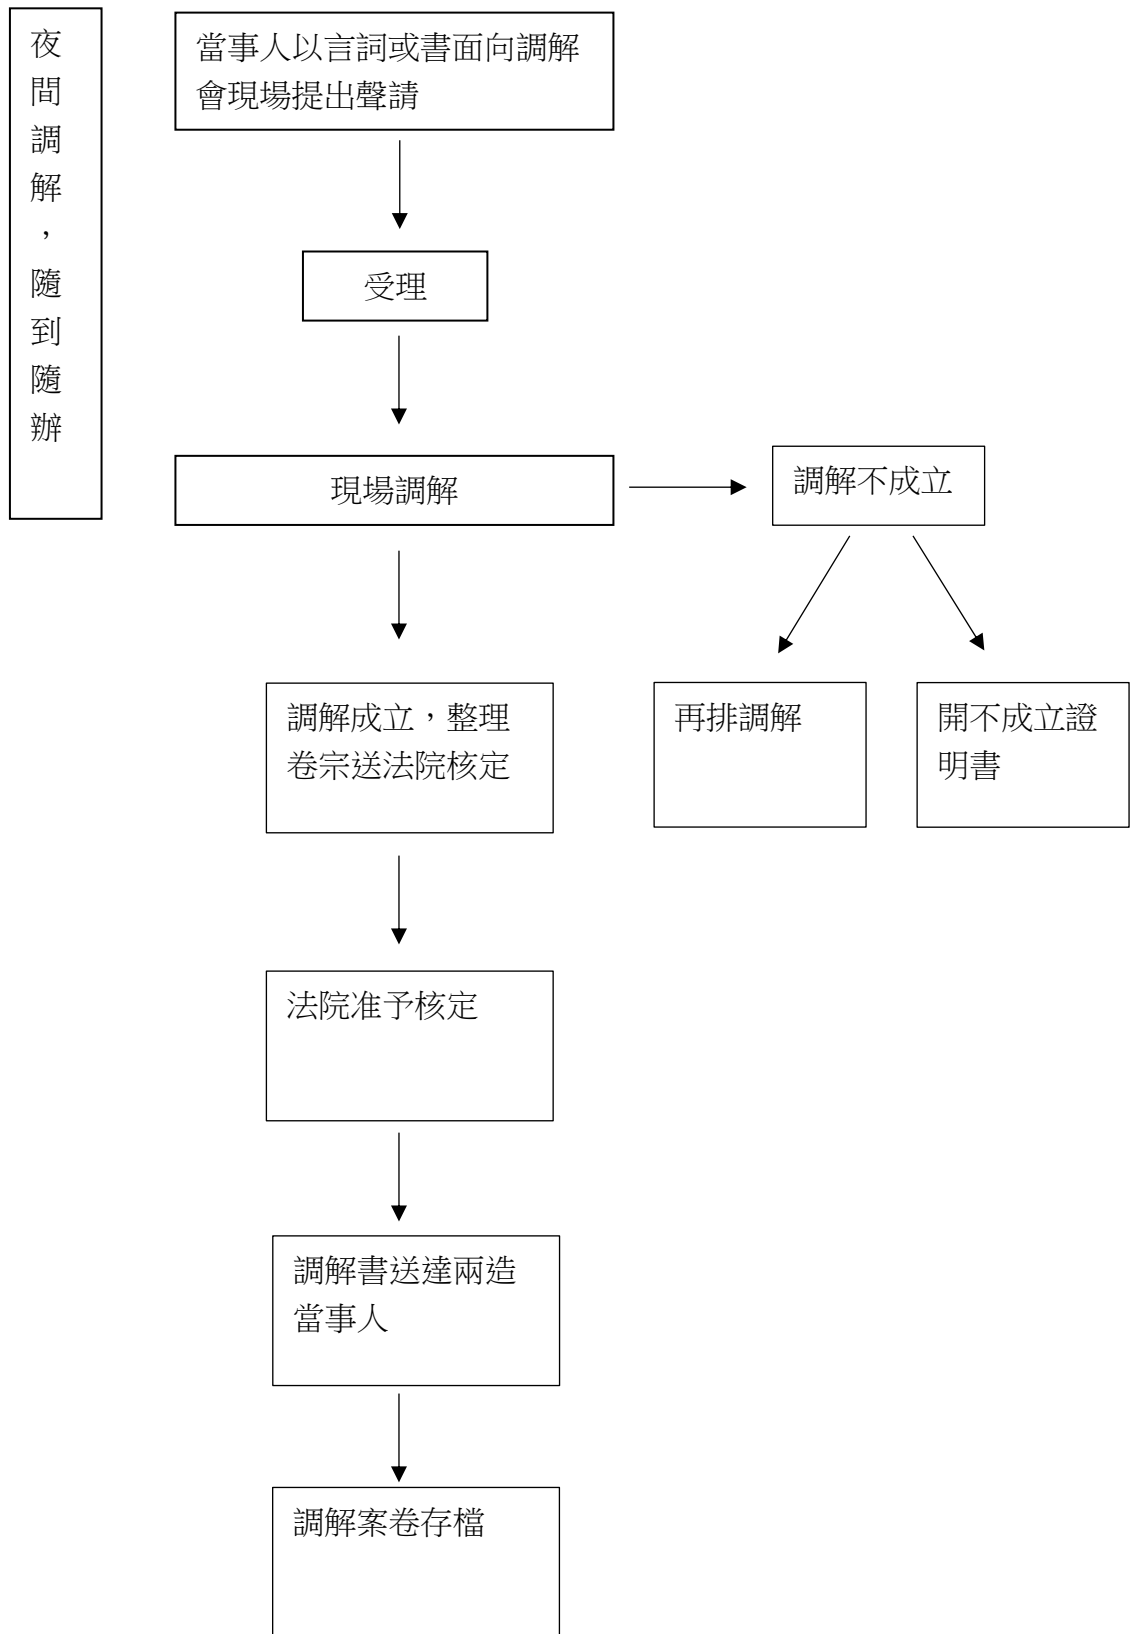 夜間調解，隨到隨辦
當事人以言詞或書面向調解
會現場提出聲請
受理
現場調解
調解不成立
調解成立，整理
卷宗送法院核定
再排調解
開不成立證
明書
法院准予核定
調解書送達兩造
當事人
調解案卷存檔